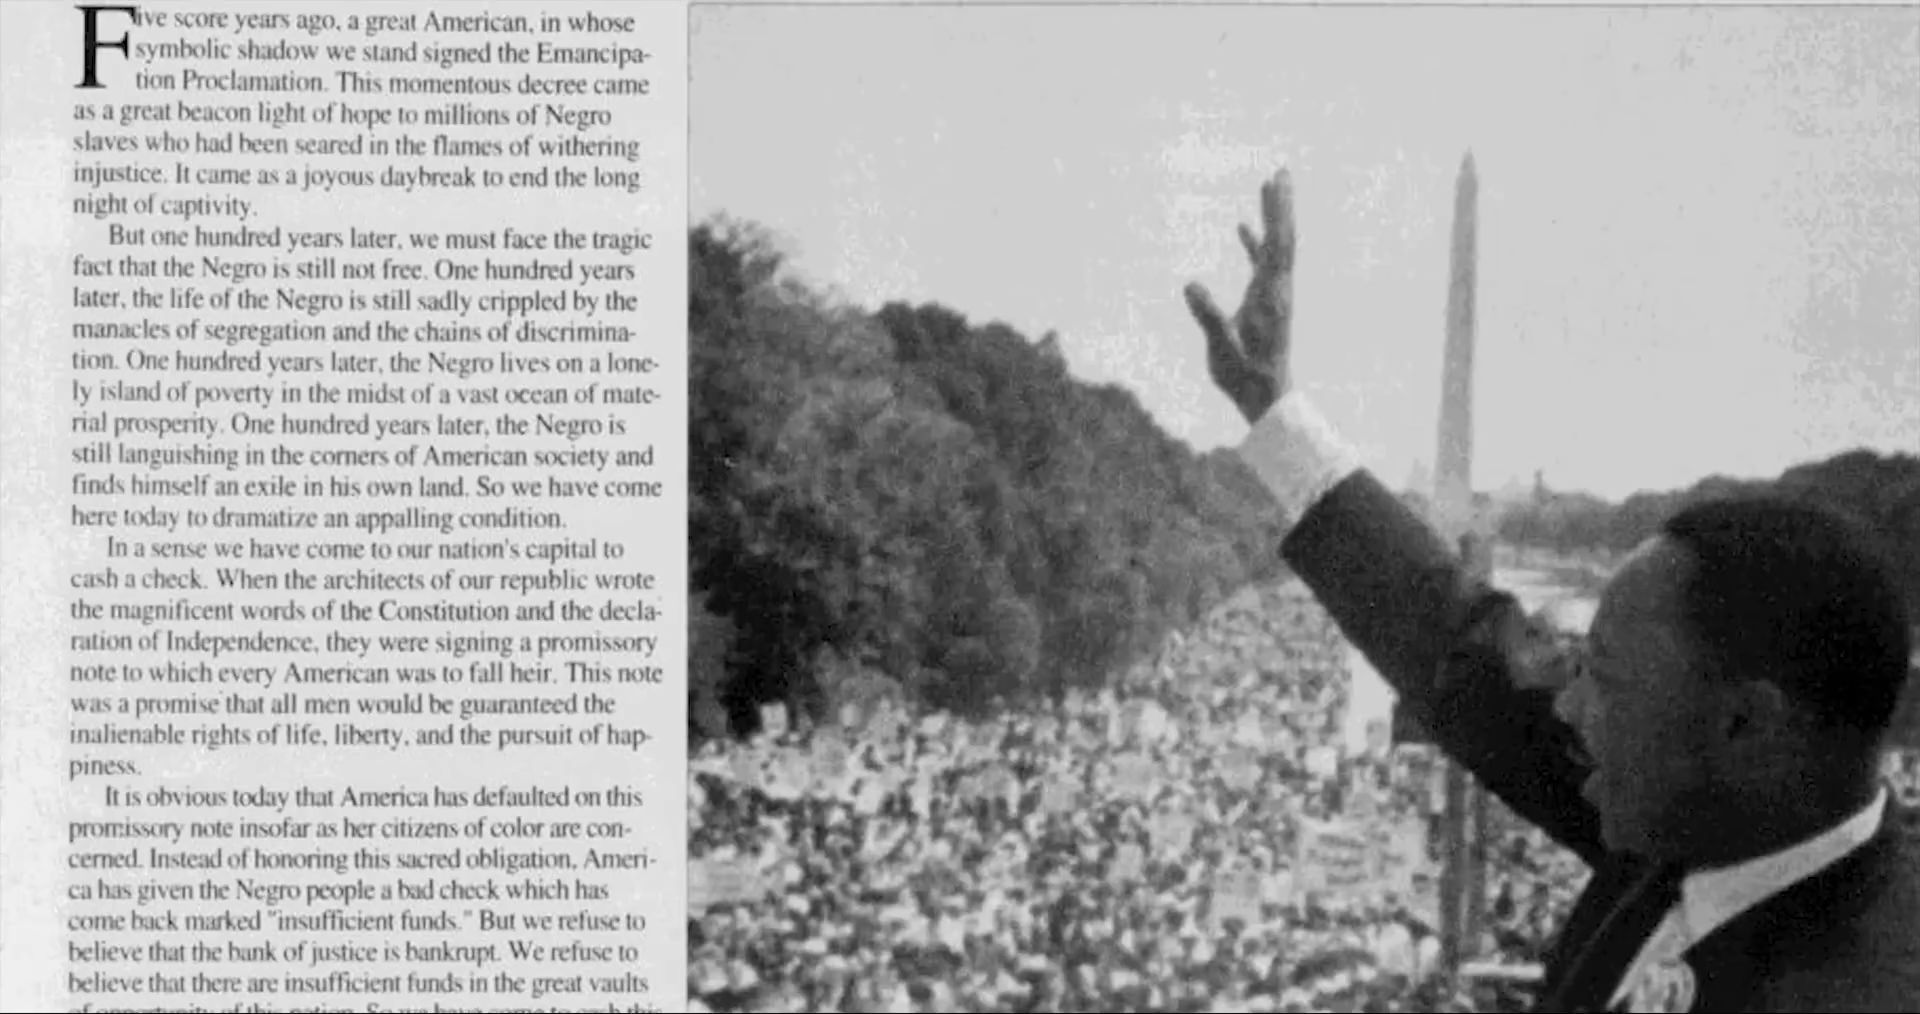 Five score years ago, a great American, in whose
symbolic shadow we stand signed the Emancipa-
tion Proclamation. This momentous decree came
as a great beacon light of hope to millions of Negro
slaves who had been seared in the flames of withering
injustice. It came as a joyous daybreak to end the long
night of captivity.
But one hundred years later, we must face the tragic
fact that the Negro is still not free. One hundred years
later, the life of the Negro is still sadly crippled by the
manacles of segregation and the chains of discrimina-
tion. One hundred years later, the Negro lives on a lone-
ly island of poverty in the midst of a vast ocean of mate-
rial prosperity. One hundred years later, the Negro is
still languishing in the corners of American society and
finds himself an exile in his own land. So we have come
here today to dramatize an appalling condition.
In a sense we have come to our nation's capital to
cash a check. When the architects of our republic wrote
the magnificent words of the Constitution and the decla-
ration of Independence, they were signing a promissory
note to which every American was to fall heir. This note
was a promise that all men would be guaranteed the
inalienable rights of life, liberty, and the pursuit of hap-
piness.
It is obvious today that America has defaulted on this
promissory note insofar as her citizens of color are con-
cerned. Instead of honoring this sacred obligation, Ameri-
ca has given the Negro people a bad check which has
come back marked "insufficient funds." But we refuse to
believe that the bank of justice is bankrupt. We refuse to
believe that there are insufficient funds in the great vaults
of opportunity of this nation. So we have come to cash this